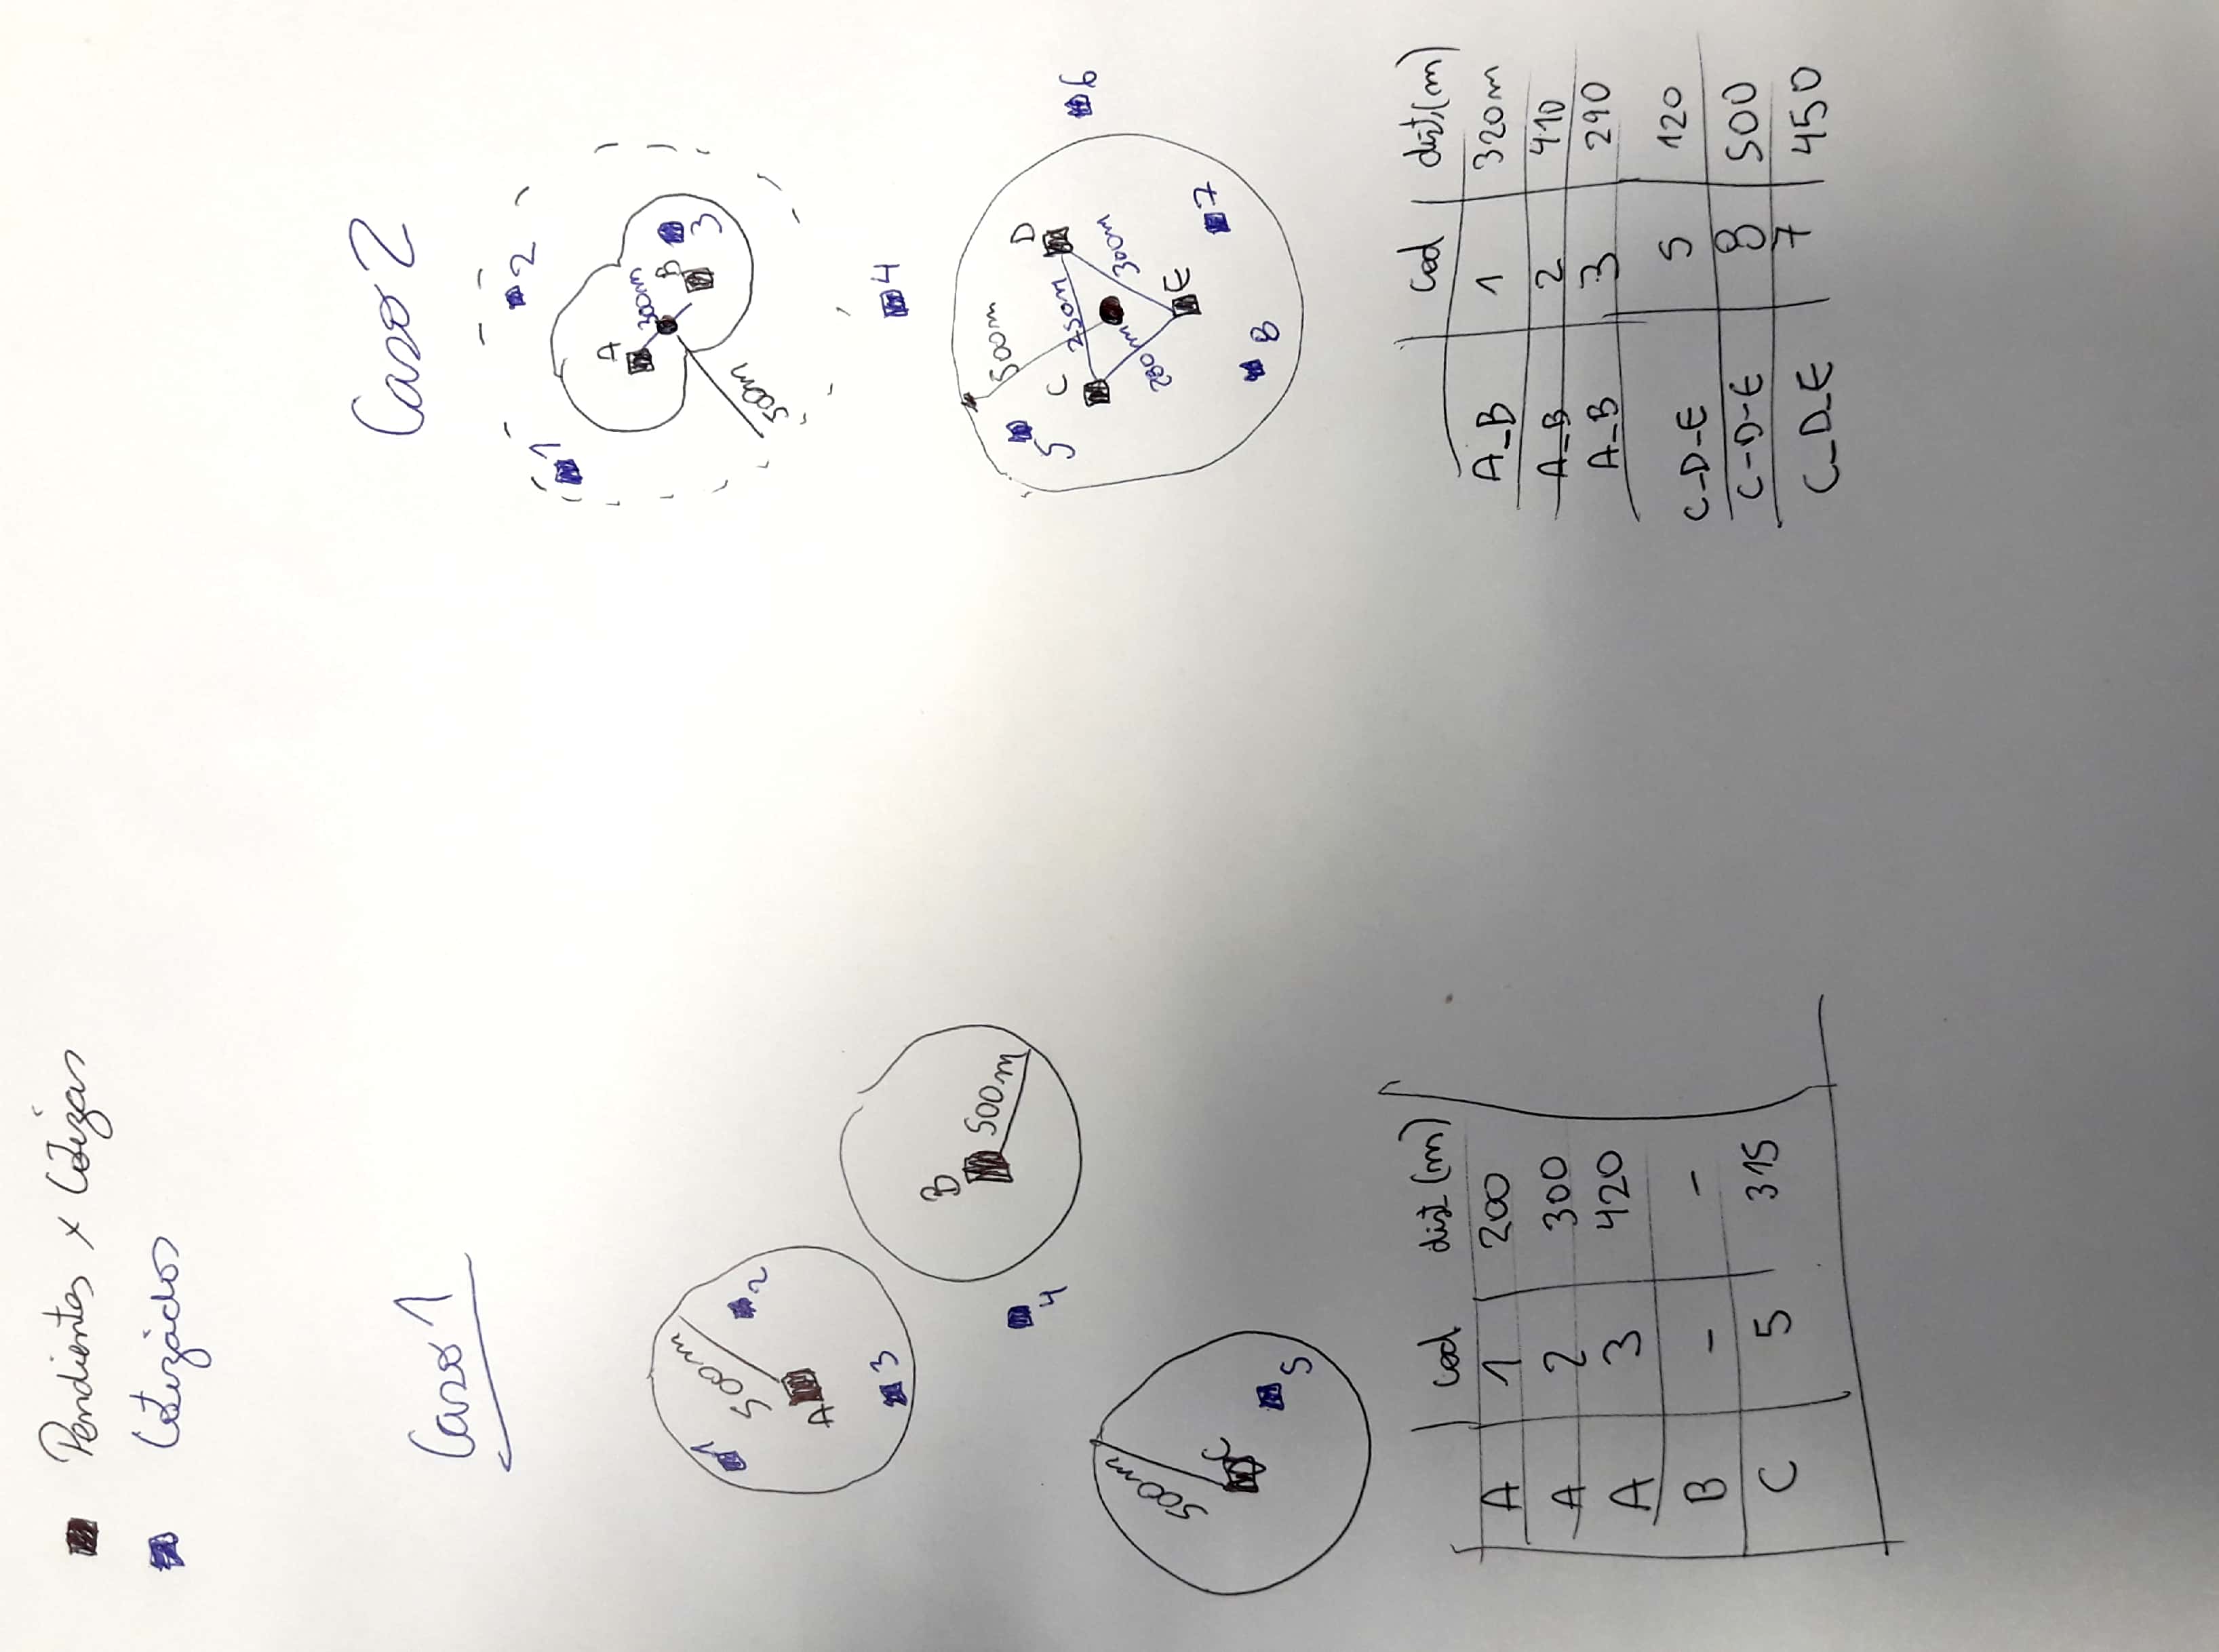 Pendientes x Cotizar
Cotizados
Caso 1
1
500m
2
A
3
B
500m
4
500m
C
5
cod dist (m)
A 1 200
A 2 300
A 3 420
B - -
C 5 315
Caso 2
1
2
A
300m
B
3
500m
4
500m
5
C
D
250m
6
280m
300m
E
7
8
cod dist, (m)
A_B 1 320m
A_B 2 410
A_B 3 290
C_D_E 5 120
C-D-E 8 500
C_D_E 7 450